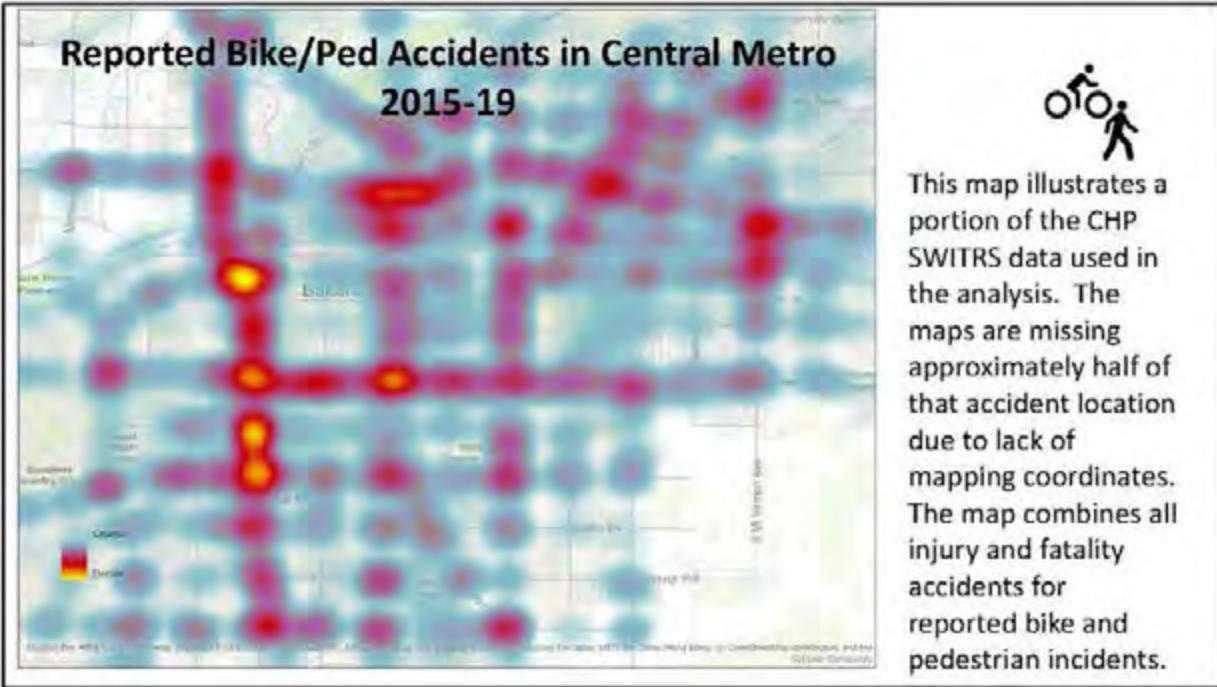 Reported Bike/Ped Accidents in Central Metro
2015-19
This map illustrates a
portion of the CHP
SWITRS data used in
the analysis. The
maps are missing
approximately half of
that accident location
due to lack of
mapping coordinates.
The map combines all
injury and fatality
accidents for
reported bike and
pedestrian incidents.